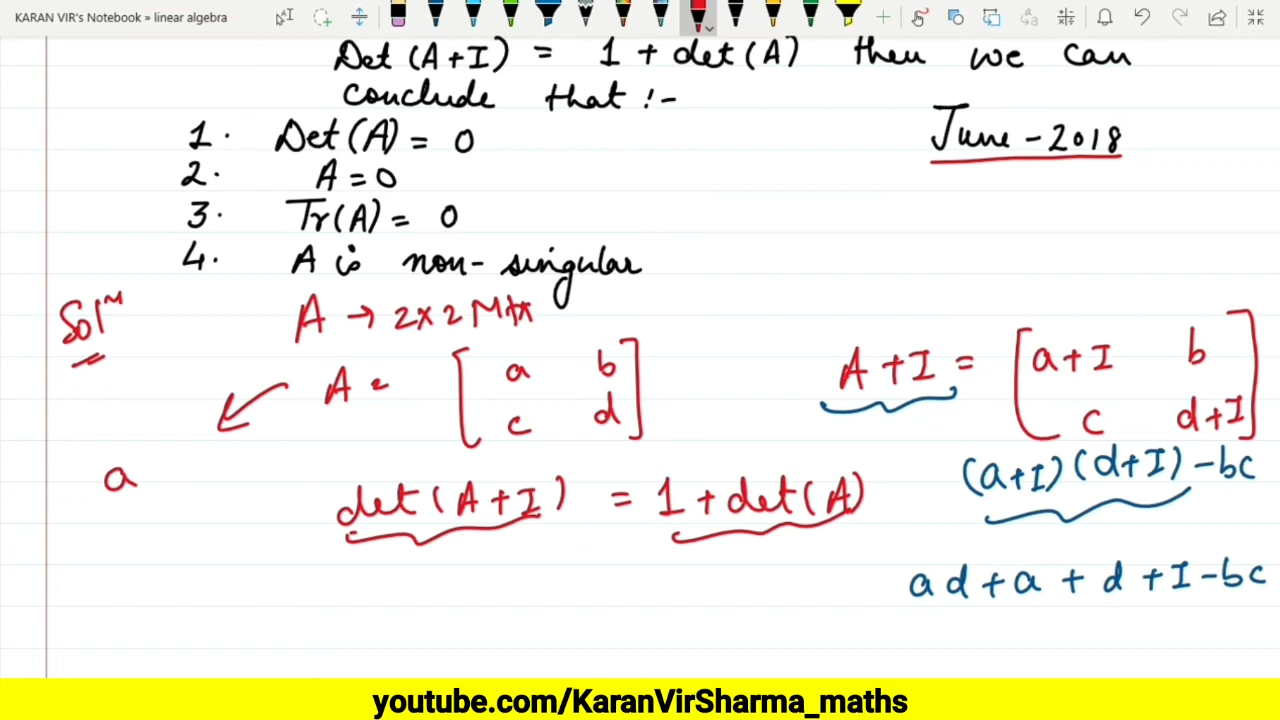 KARAN VIR's Notebook » linear algebra
Det (A+I) = 1 + det(A) then we can
conclude that :-
June - 2018
1. Det(A) = 0
2. A = 0
3. Tr(A) = 0
4. A is non-singular
Solⁿ
A → 2x2 Mtx
A = [ a b
c d ]
A+I = [ a+I b
c d+I ]
(a+I)(d+I)-bc
a
det(A+I) = 1+det(A)
ad+a+d+I-bc
youtube.com/KaranVirSharma_maths